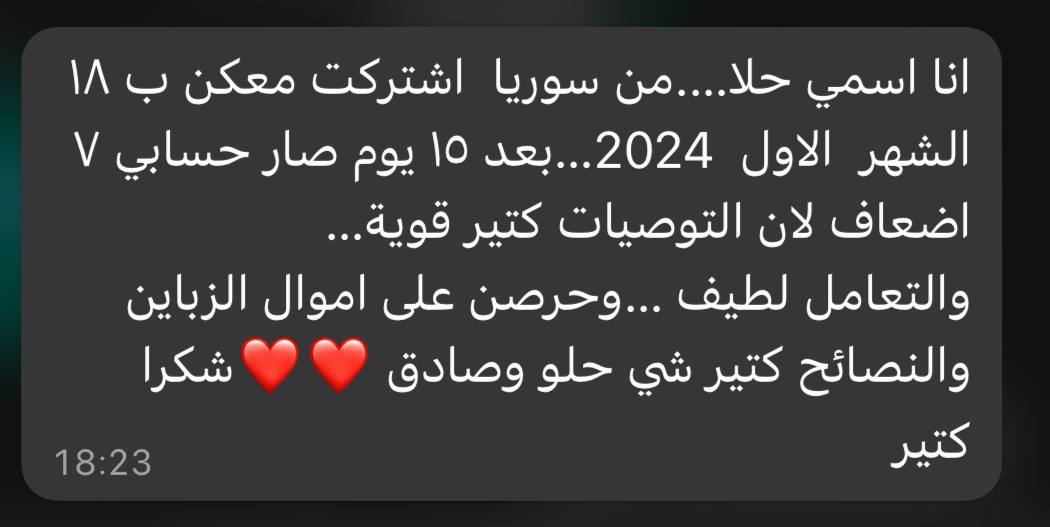 انا اسمي حلا....من سوريا  اشتركت معكن ب ١٨
الشهر  الاول  2024...بعد ١٥ يوم صار حسابي ٧
اضعاف لان التوصيات كتير قوية...
والتعامل لطيف ...وحرصن على اموال الزباين
والنصائح كتير شي حلو وصادق ❤️❤️شكرا
كتير
18:23